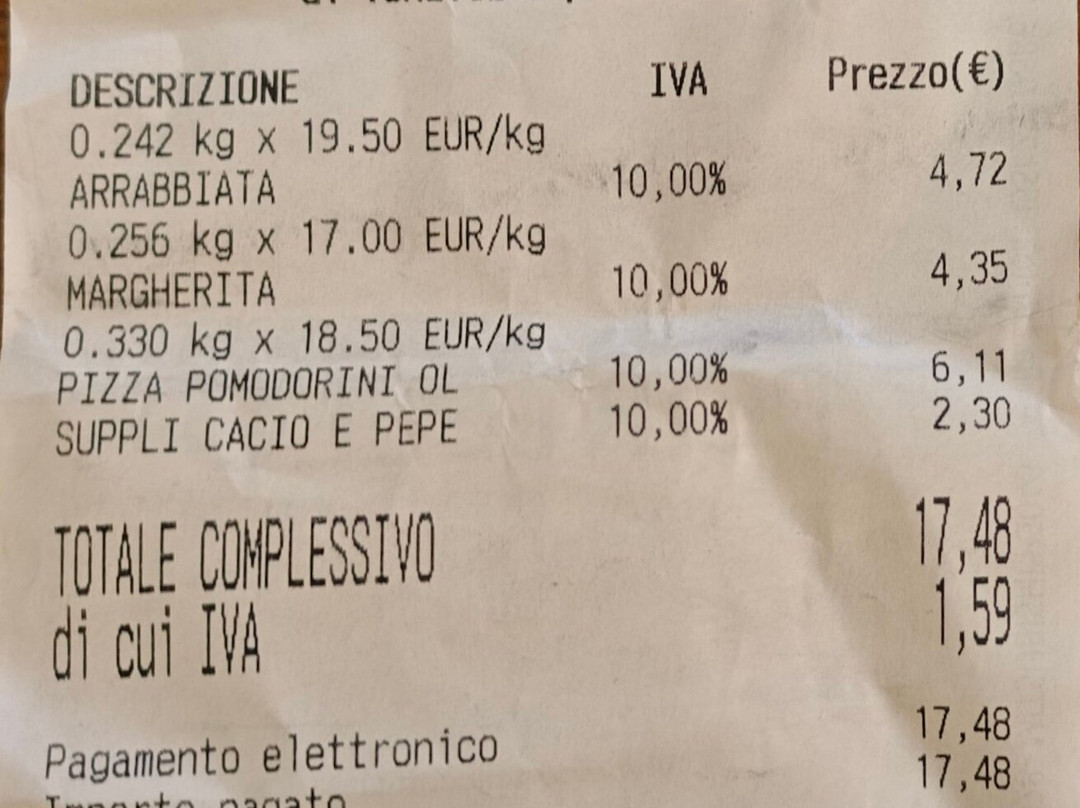 DESCRIZIONE IVA Prezzo(€)
0.242 kg x 19.50 EUR/kg
ARRABBIATA 10,00% 4,72
0.256 kg x 17.00 EUR/kg
MARGHERITA 10,00% 4,35
0.330 kg x 18.50 EUR/kg
PIZZA POMODORINI OL 10,00% 6,11
SUPPLI CACIO E PEPE 10,00% 2,30
TOTALE COMPLESSIVO 17,48
di cui IVA 1,59
Pagamento elettronico 17,48
Importo pagato 17,48